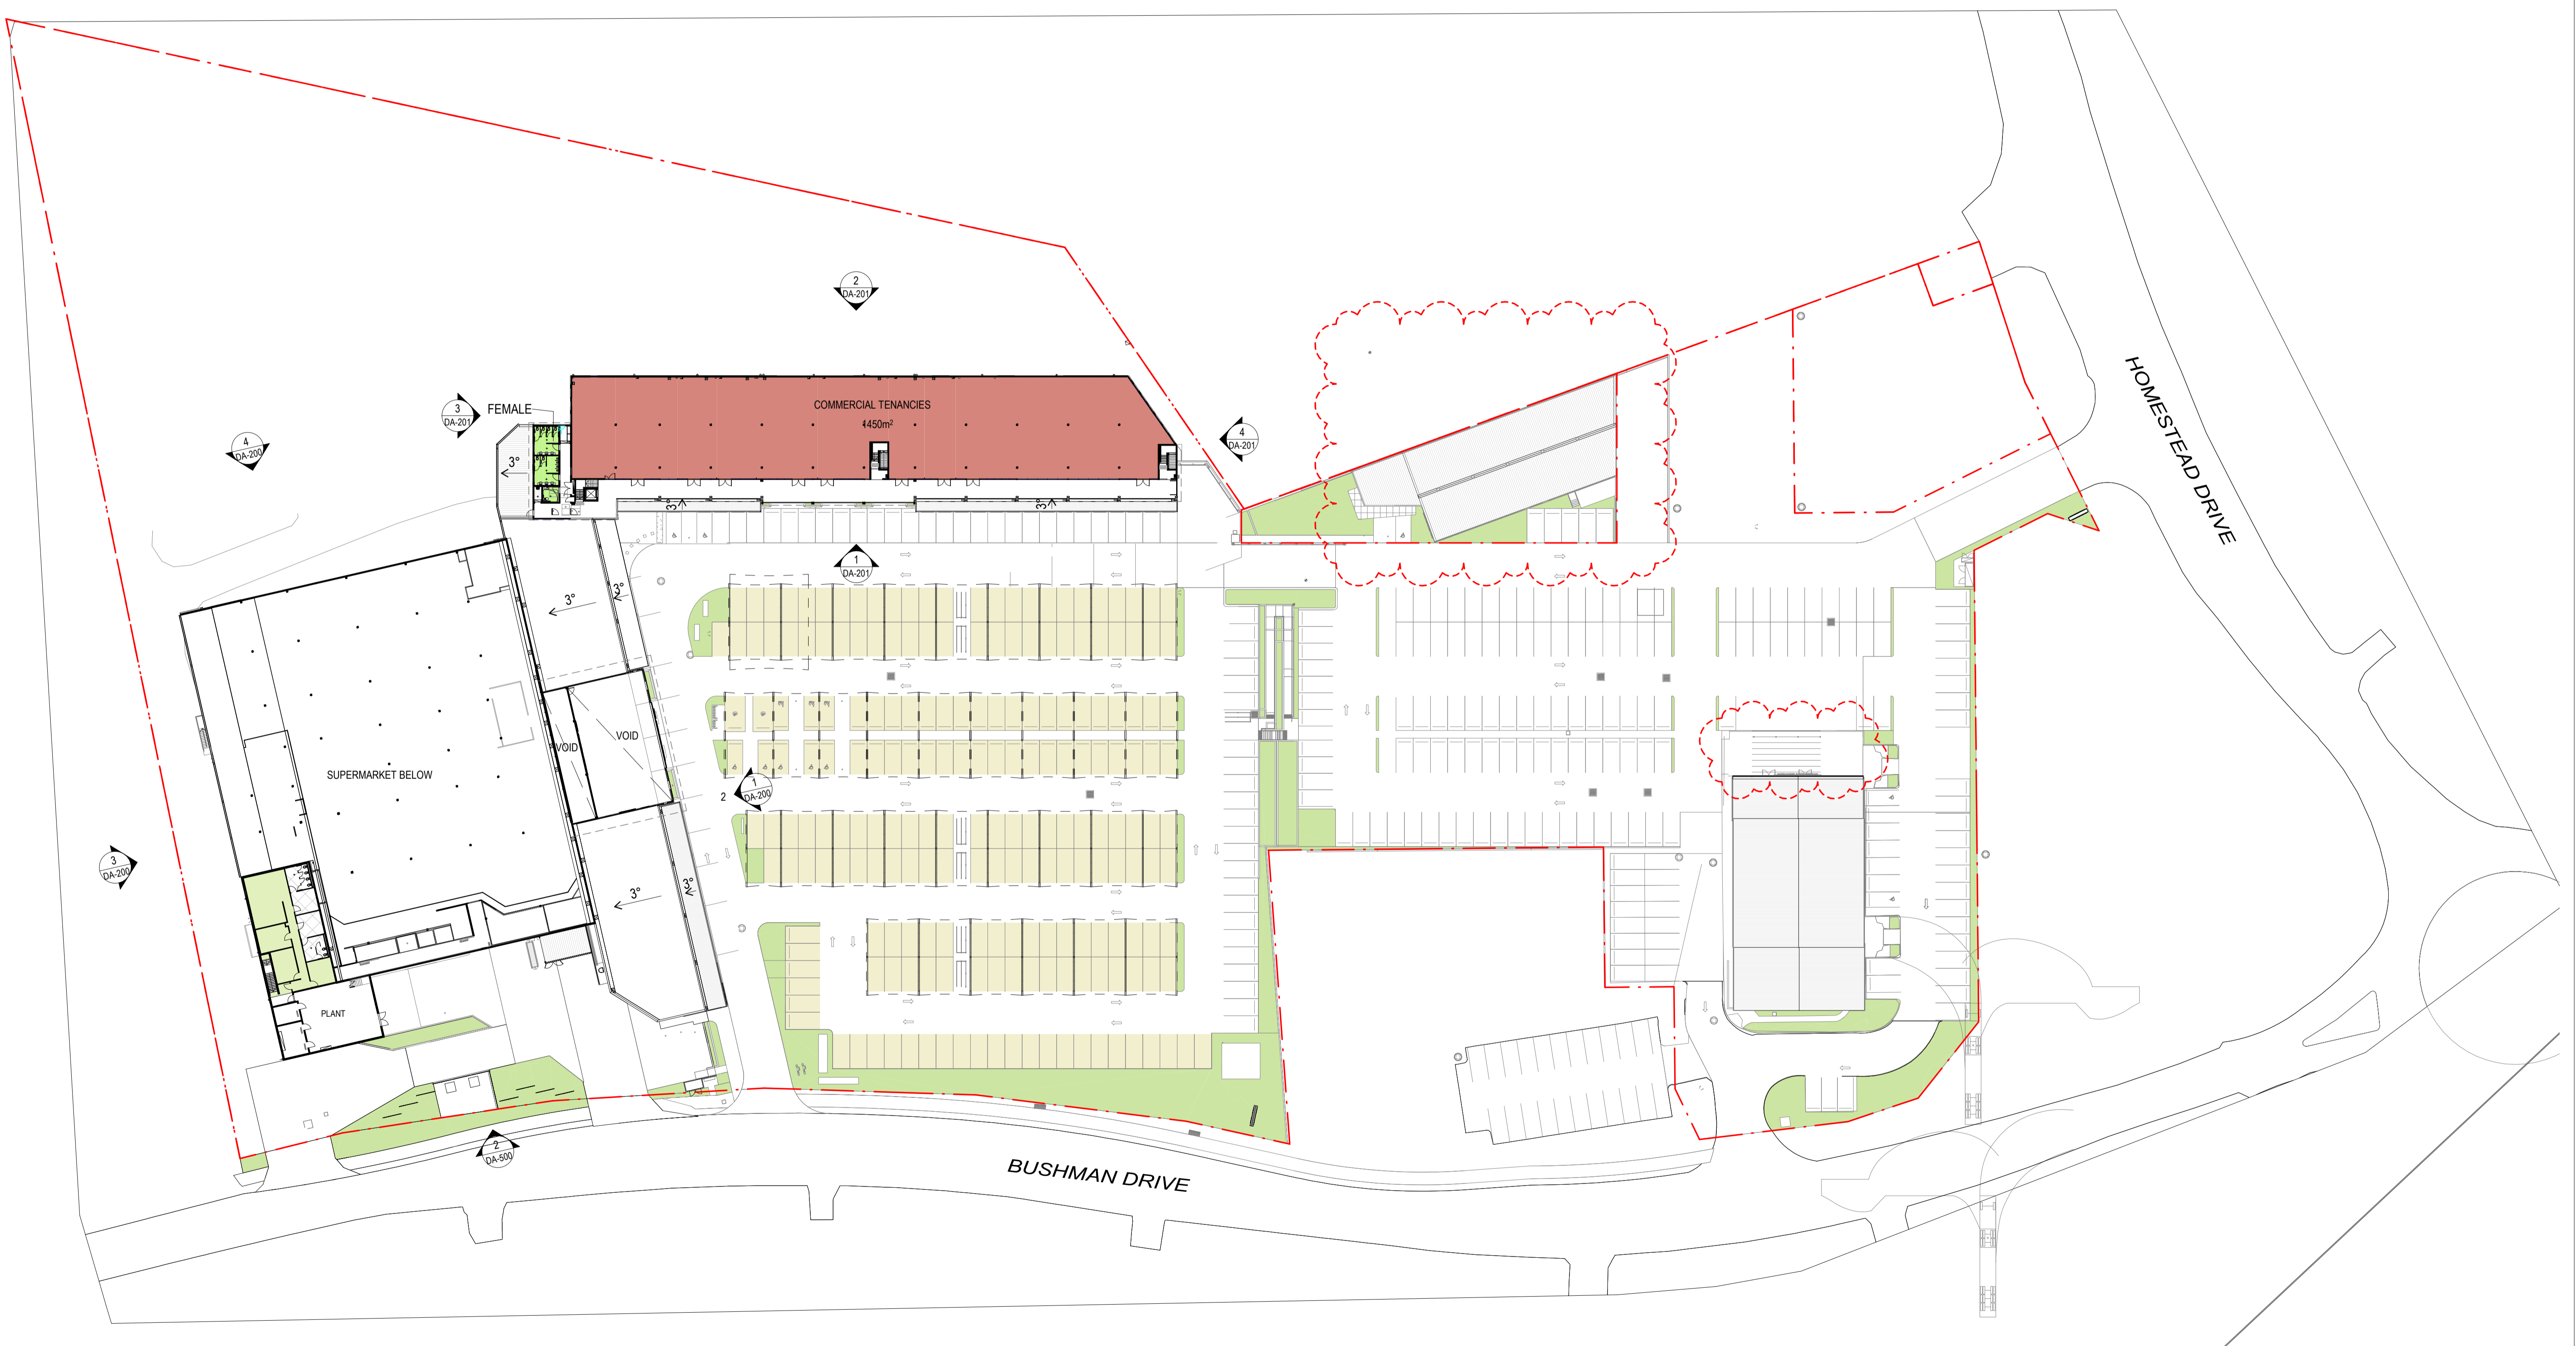 2
DA-201
HOMESTEAD DRIVE
3
DA-201
FEMALE
COMMERCIAL TENANCIES
1450m²
4
DA-200
4
DA-201
3°
3°
3°
1
DA-201
3°
3°
VOID
VOID
SUPERMARKET BELOW
2
1
DA-200
3
DA-200
3°
3°
PLANT
2
DA-500
BUSHMAN DRIVE